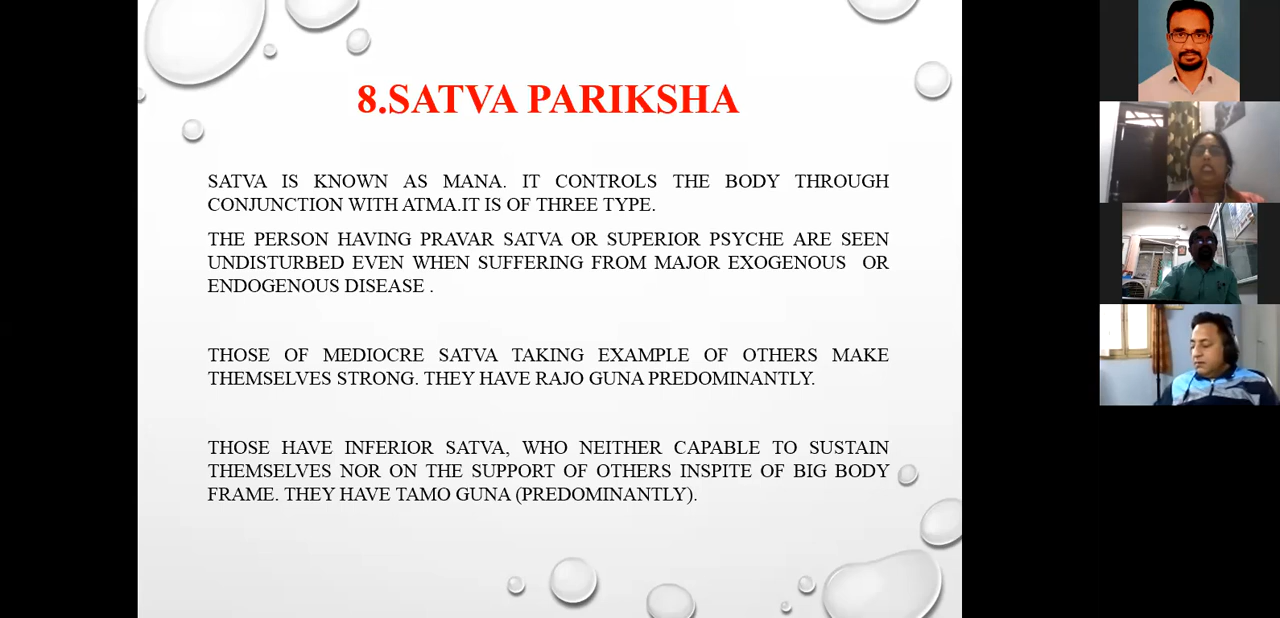 8.SATVA PARIKSHA
SATVA IS KNOWN AS MANA. IT CONTROLS THE BODY THROUGH
CONJUNCTION WITH ATMA.IT IS OF THREE TYPE.
THE PERSON HAVING PRAVAR SATVA OR SUPERIOR PSYCHE ARE SEEN
UNDISTURBED EVEN WHEN SUFFERING FROM MAJOR EXOGENOUS OR
ENDOGENOUS DISEASE .
THOSE OF MEDIOCRE SATVA TAKING EXAMPLE OF OTHERS MAKE
THEMSELVES STRONG. THEY HAVE RAJO GUNA PREDOMINANTLY.
THOSE HAVE INFERIOR SATVA, WHO NEITHER CAPABLE TO SUSTAIN
THEMSELVES NOR ON THE SUPPORT OF OTHERS INSPITE OF BIG BODY
FRAME. THEY HAVE TAMO GUNA (PREDOMINANTLY).